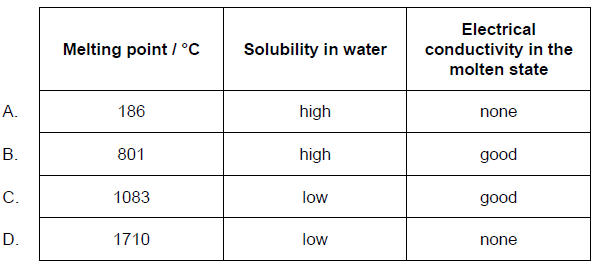 Melting point / °C Solubility in water Electrical conductivity in the molten state
A. 186 high none
B. 801 high good
C. 1083 low good
D. 1710 low none